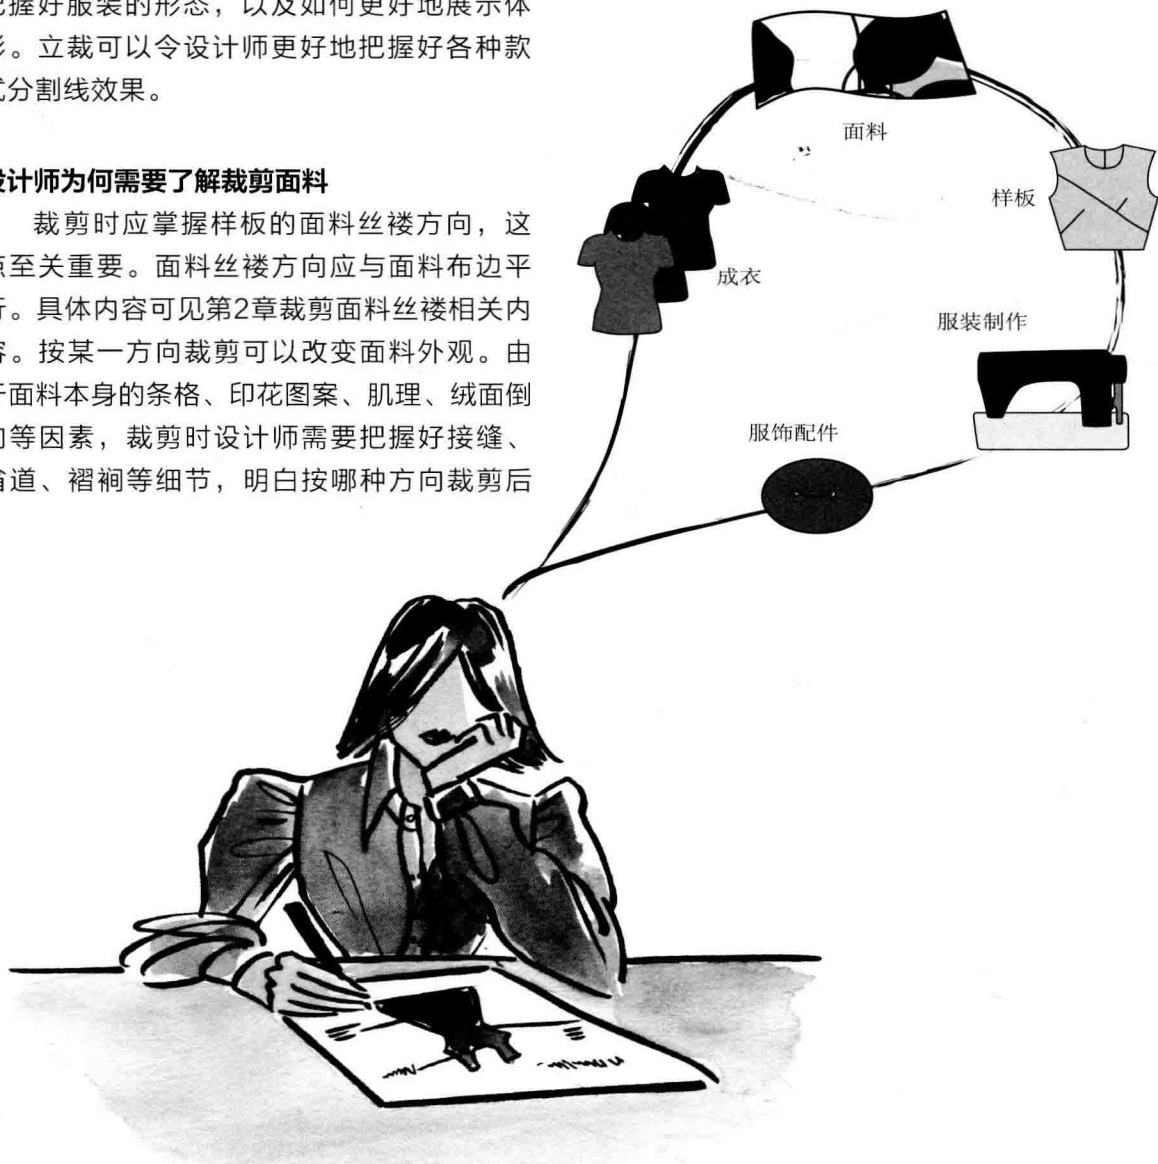 把握好服装的形态，以及如何更好地展示体
形。立裁可以令设计师更好地把握好各种款
式分割线效果。
设计师为何需要了解裁剪面料
裁剪时应掌握样板的面料丝褛方向，这
点至关重要。面料丝褛方向应与面料布边平
行。具体内容可见第2章裁剪面料丝褛相关内
容。按某一方向裁剪可以改变面料外观。由
于面料本身的条格、印花图案、肌理、绒面倒
向等因素，裁剪时设计师需要把握好接缝、
省道、褶裥等细节，明白按哪种方向裁剪后
面料
样板
成衣
服装制作
服饰配件